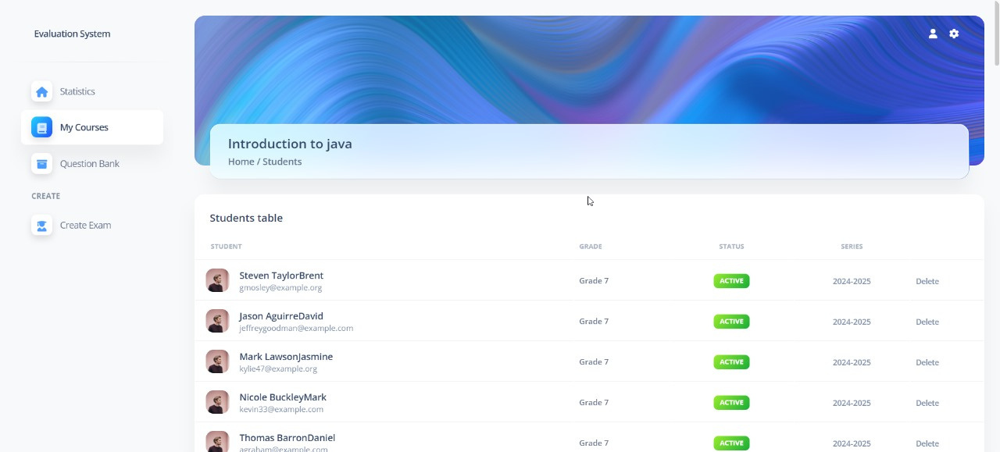 Evaluation System
Statistics
My Courses
Question Bank
CREATE
Create Exam
Introduction to java
Home / Students
Students table
STUDENT GRADE STATUS SERIES
Steven TaylorBrent
gmosley@example.org
Grade 7 ACTIVE 2024-2025 Delete
Jason AguirreDavid
jeffreygoodman@example.com
Grade 7 ACTIVE 2024-2025 Delete
Mark LawsonJasmine
kylie47@example.org
Grade 7 ACTIVE 2024-2025 Delete
Nicole BuckleyMark
kevin33@example.com
Grade 7 ACTIVE 2024-2025 Delete
Thomas BarronDaniel
agraham@example.com
Grade 7 ACTIVE 2024-2025 Delete